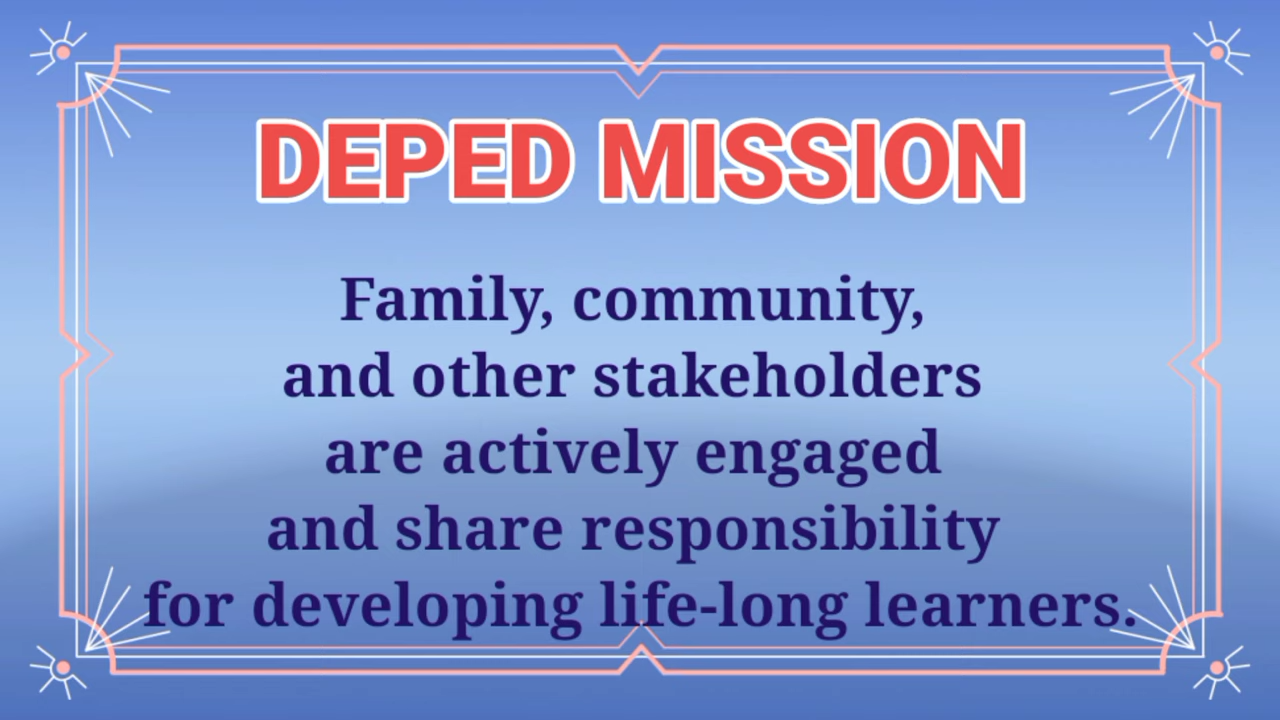 DEPED MISSION
Family, community,
and other stakeholders
are actively engaged
and share responsibility
for developing life-long learners.